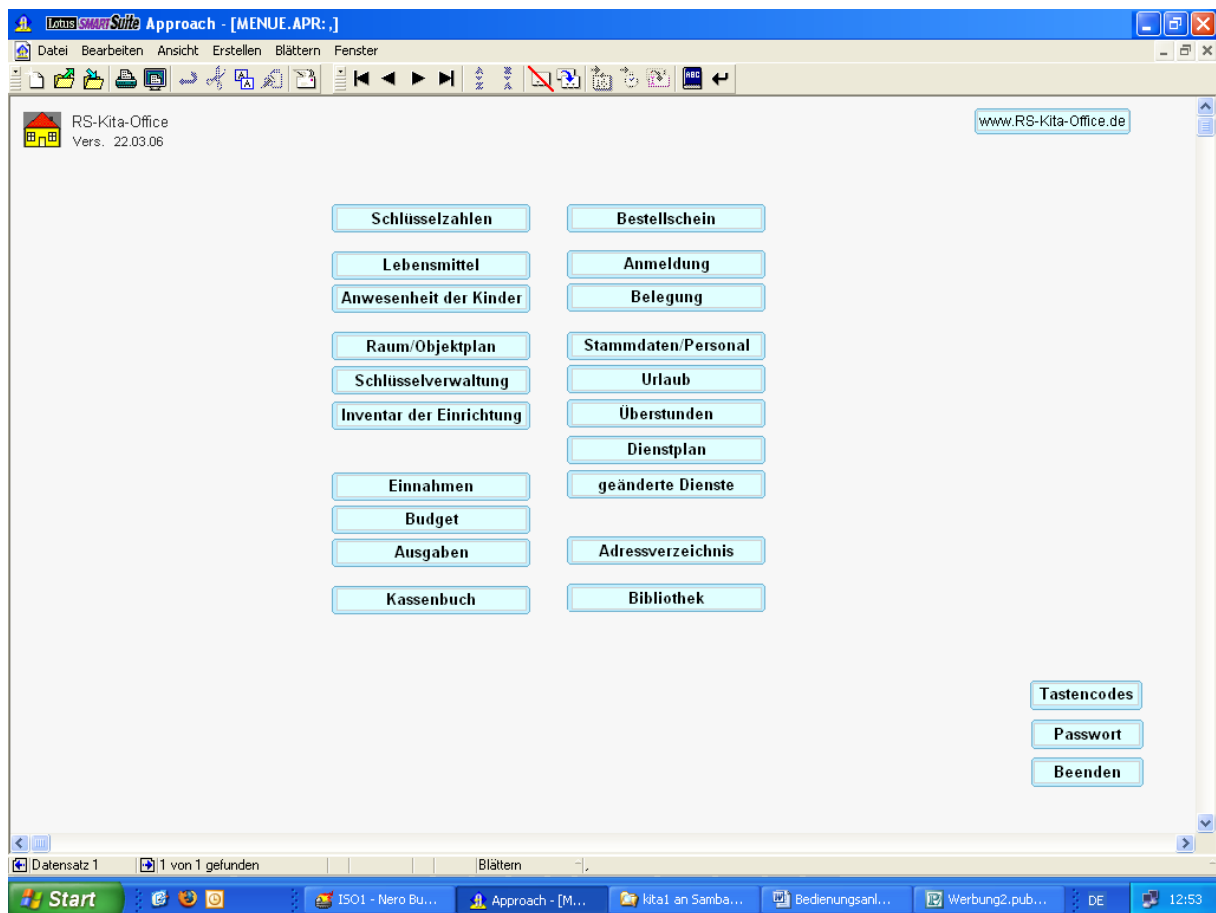 Lotus SMARTSuite Approach - [MENUE.APR: ,]
Datei Bearbeiten Ansicht Erstellen Blättern Fenster
ABC
RS-Kita-Office
Vers. 22.03.06
www.RS-Kita-Office.de
Schlüsselzahlen
Bestellschein
Lebensmittel
Anmeldung
Anwesenheit der Kinder
Belegung
Raum/Objektplan
Stammdaten/Personal
Schlüsselverwaltung
Urlaub
Inventar der Einrichtung
Überstunden
Dienstplan
Einnahmen
geänderte Dienste
Budget
Ausgaben
Adressverzeichnis
Kassenbuch
Bibliothek
Tastencodes
Passwort
Beenden
Datensatz 1 1 von 1 gefunden Blättern ,
Start ISO1 - Nero Bu... Approach - [M... kita1 an Samba... Bedienungsanl... Werbung2.pub... DE 12:53